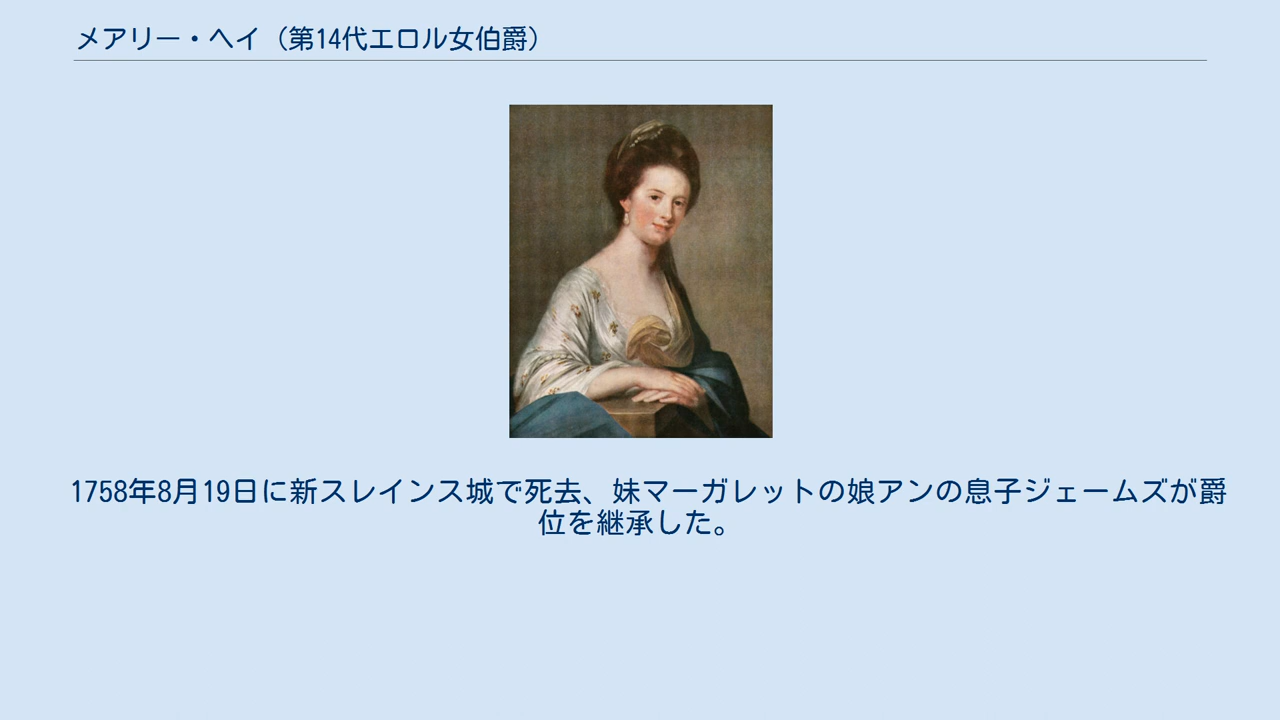 メアリー・ヘイ（第14代エロル女伯爵）
1758年8月19日に新スレインス城で死去、妹マーガレットの娘アンの息子ジェームズが爵
位を継承した。